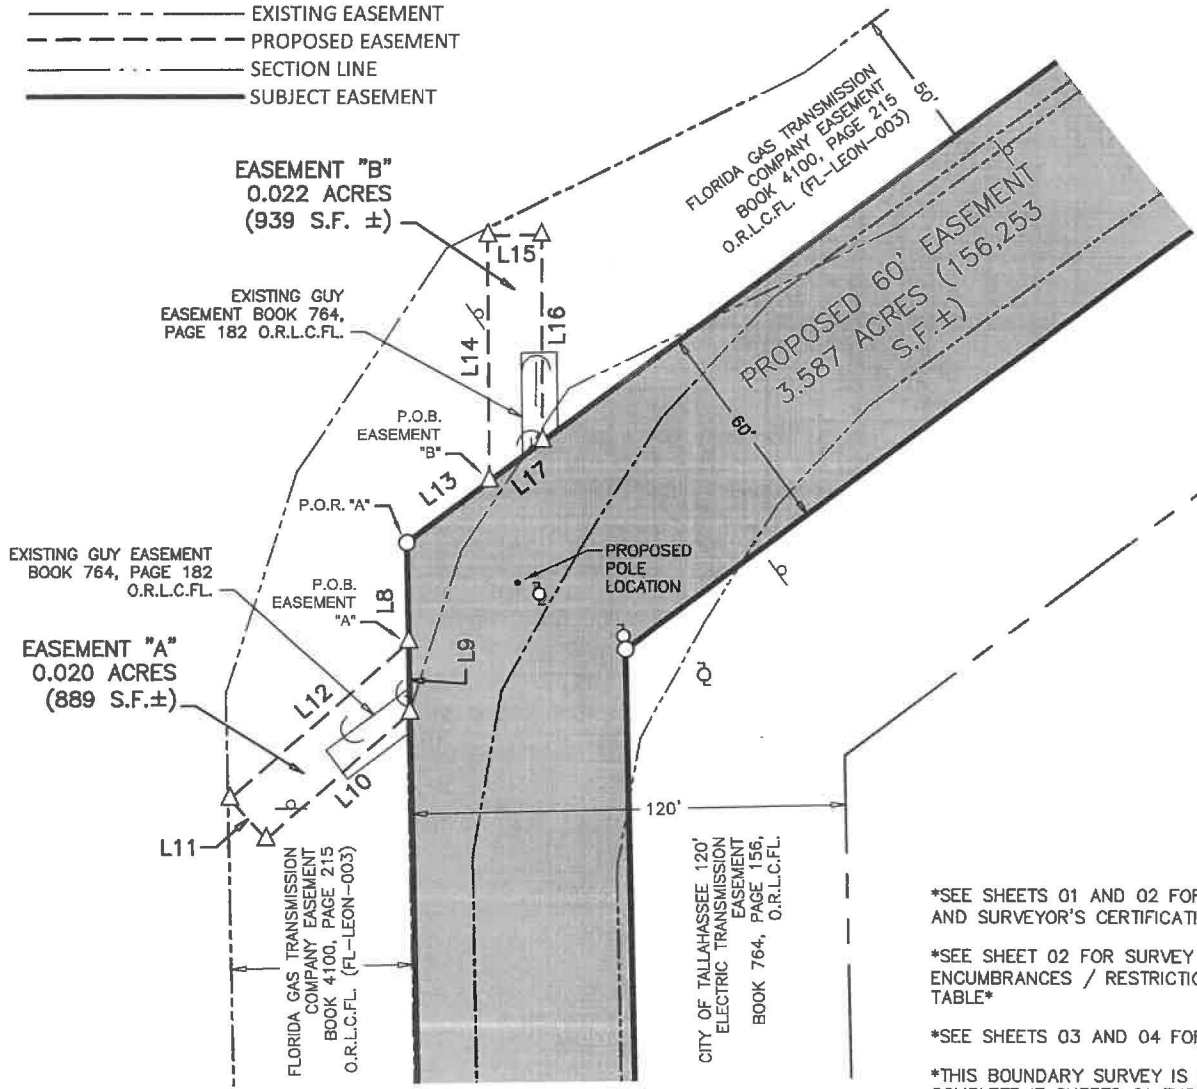 EXISTING EASEMENT
PROPOSED EASEMENT
SECTION LINE
SUBJECT EASEMENT
EASEMENT "B"
0.022 ACRES
(939 S.F. ±)
FLORIDA GAS TRANSMISSION
COMPANY EASEMENT
BOOK 4100, PAGE 215
O.R.L.C.FL. (FL-LEON-003)
50'
PROPOSED 60' EASEMENT
3.587 ACRES (156,253
S.F.±)
60'
L15
L14
L16
EXISTING GUY
EASEMENT BOOK 764,
PAGE 182 O.R.L.C.FL.
P.O.B.
EASEMENT
"B"
L13
L17
P.O.R. "A"
EXISTING GUY EASEMENT
BOOK 764, PAGE 182
O.R.L.C.FL.
P.O.B.
EASEMENT
"A"
L8
L9
PROPOSED
POLE
LOCATION
EASEMENT "A"
0.020 ACRES
(889 S.F.±)
L12
L10
L11
120'
FLORIDA GAS TRANSMISSION
COMPANY EASEMENT
BOOK 4100, PAGE 215
O.R.L.C.FL. (FL-LEON-003)
CITY OF TALLAHASSEE 120'
ELECTRIC TRANSMISSION
EASEMENT
BOOK 764, PAGE 156,
O.R.L.C.FL.
*SEE SHEETS 01 AND 02 FOR
AND SURVEYOR'S CERTIFICATI
*SEE SHEET 02 FOR SURVEY
ENCUMBRANCES / RESTRICTIO
TABLE*
*SEE SHEETS 03 AND 04 FOR
*THIS BOUNDARY SURVEY IS